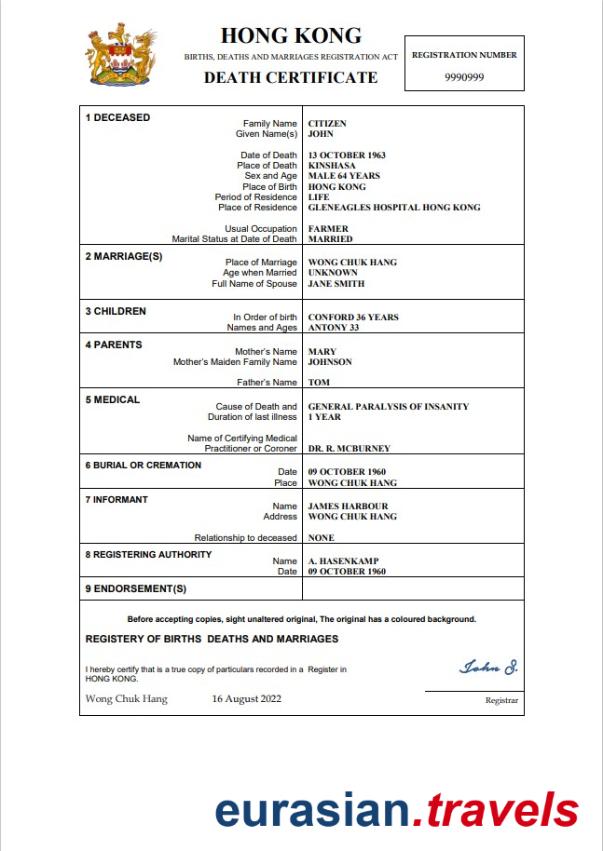 HONG KONG
BIRTHS, DEATHS AND MARRIAGES REGISTRATION ACT
DEATH CERTIFICATE
REGISTRATION NUMBER
9990999
1 DECEASED
Family Name CITIZEN
Given Name(s) JOHN
Date of Death 13 OCTOBER 1963
Place of Death KINSHASA
Sex and Age MALE 64 YEARS
Place of Birth HONG KONG
Period of Residence LIFE
Place of Residence GLENEAGLES HOSPITAL HONG KONG
Usual Occupation FARMER
Marital Status at Date of Death MARRIED
2 MARRIAGE(S)
Place of Marriage WONG CHUK HANG
Age when Married UNKNOWN
Full Name of Spouse JANE SMITH
3 CHILDREN
In Order of birth CONFORD 36 YEARS
Names and Ages ANTONY 33
4 PARENTS
Mother's Name MARY
Mother's Maiden Family Name JOHNSON
Father's Name TOM
5 MEDICAL
Cause of Death and GENERAL PARALYSIS OF INSANITY
Duration of last illness 1 YEAR
Name of Certifying Medical
Practitioner or Coroner DR. R. MCBURNEY
6 BURIAL OR CREMATION
Date 09 OCTOBER 1960
Place WONG CHUK HANG
7 INFORMANT
Name JAMES HARBOUR
Address WONG CHUK HANG
Relationship to deceased NONE
8 REGISTERING AUTHORITY
Name A. HASENKAMP
Date 09 OCTOBER 1960
9 ENDORSEMENT(S)
Before accepting copies, sight unaltered original, The original has a coloured background.
REGISTERY OF BIRTHS DEATHS AND MARRIAGES
I hereby certify that is a true copy of particulars recorded in a Register in
HONG KONG.
John S.
Wong Chuk Hang 16 August 2022
Registrar
eurasian.travels